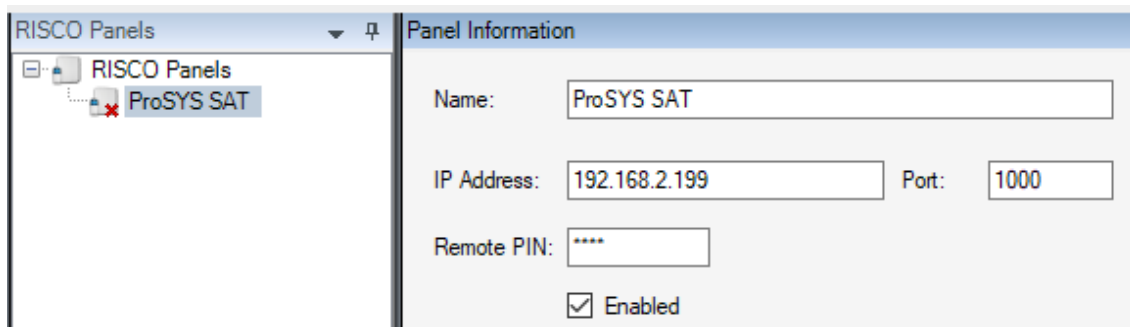 RISCO Panels
RISCO Panels
ProSYS SAT
Panel Information
Name: ProSYS SAT
IP Address: 192.168.2.199 Port: 1000
Remote PIN: ****
Enabled